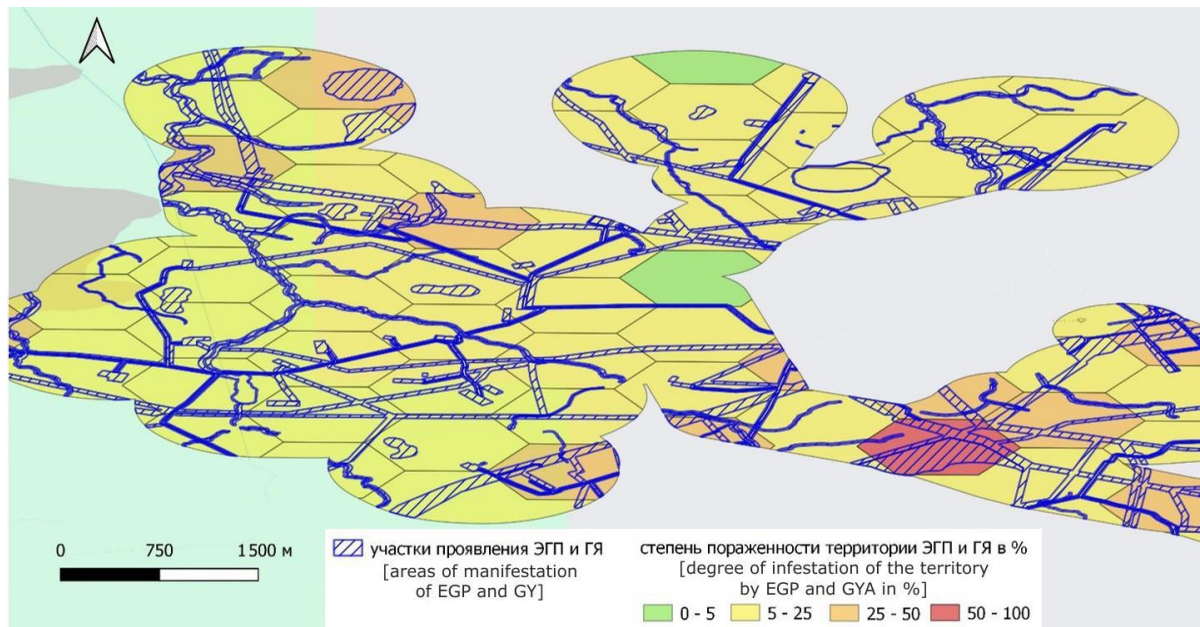 0 750 1500 м
участки проявления ЭГП и ГЯ
[areas of manifestation
of EGP and GY]
степень пораженности территории ЭГП и ГЯ в %
[degree of infestation of the territory
by EGP and GYA in %]
0 - 5 5 - 25 25 - 50 50 - 100